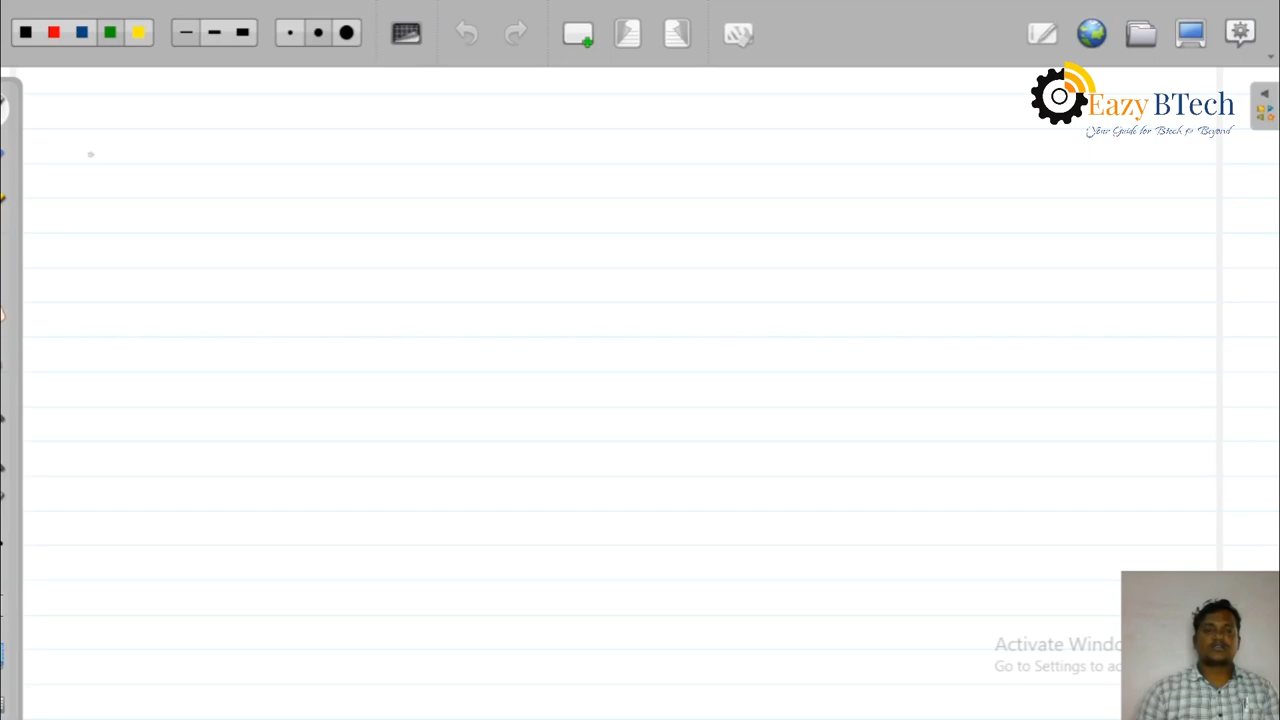 Eazy BTech
Your Guide for Btech & Beyond
Activate Windo
Go to Settings to ac